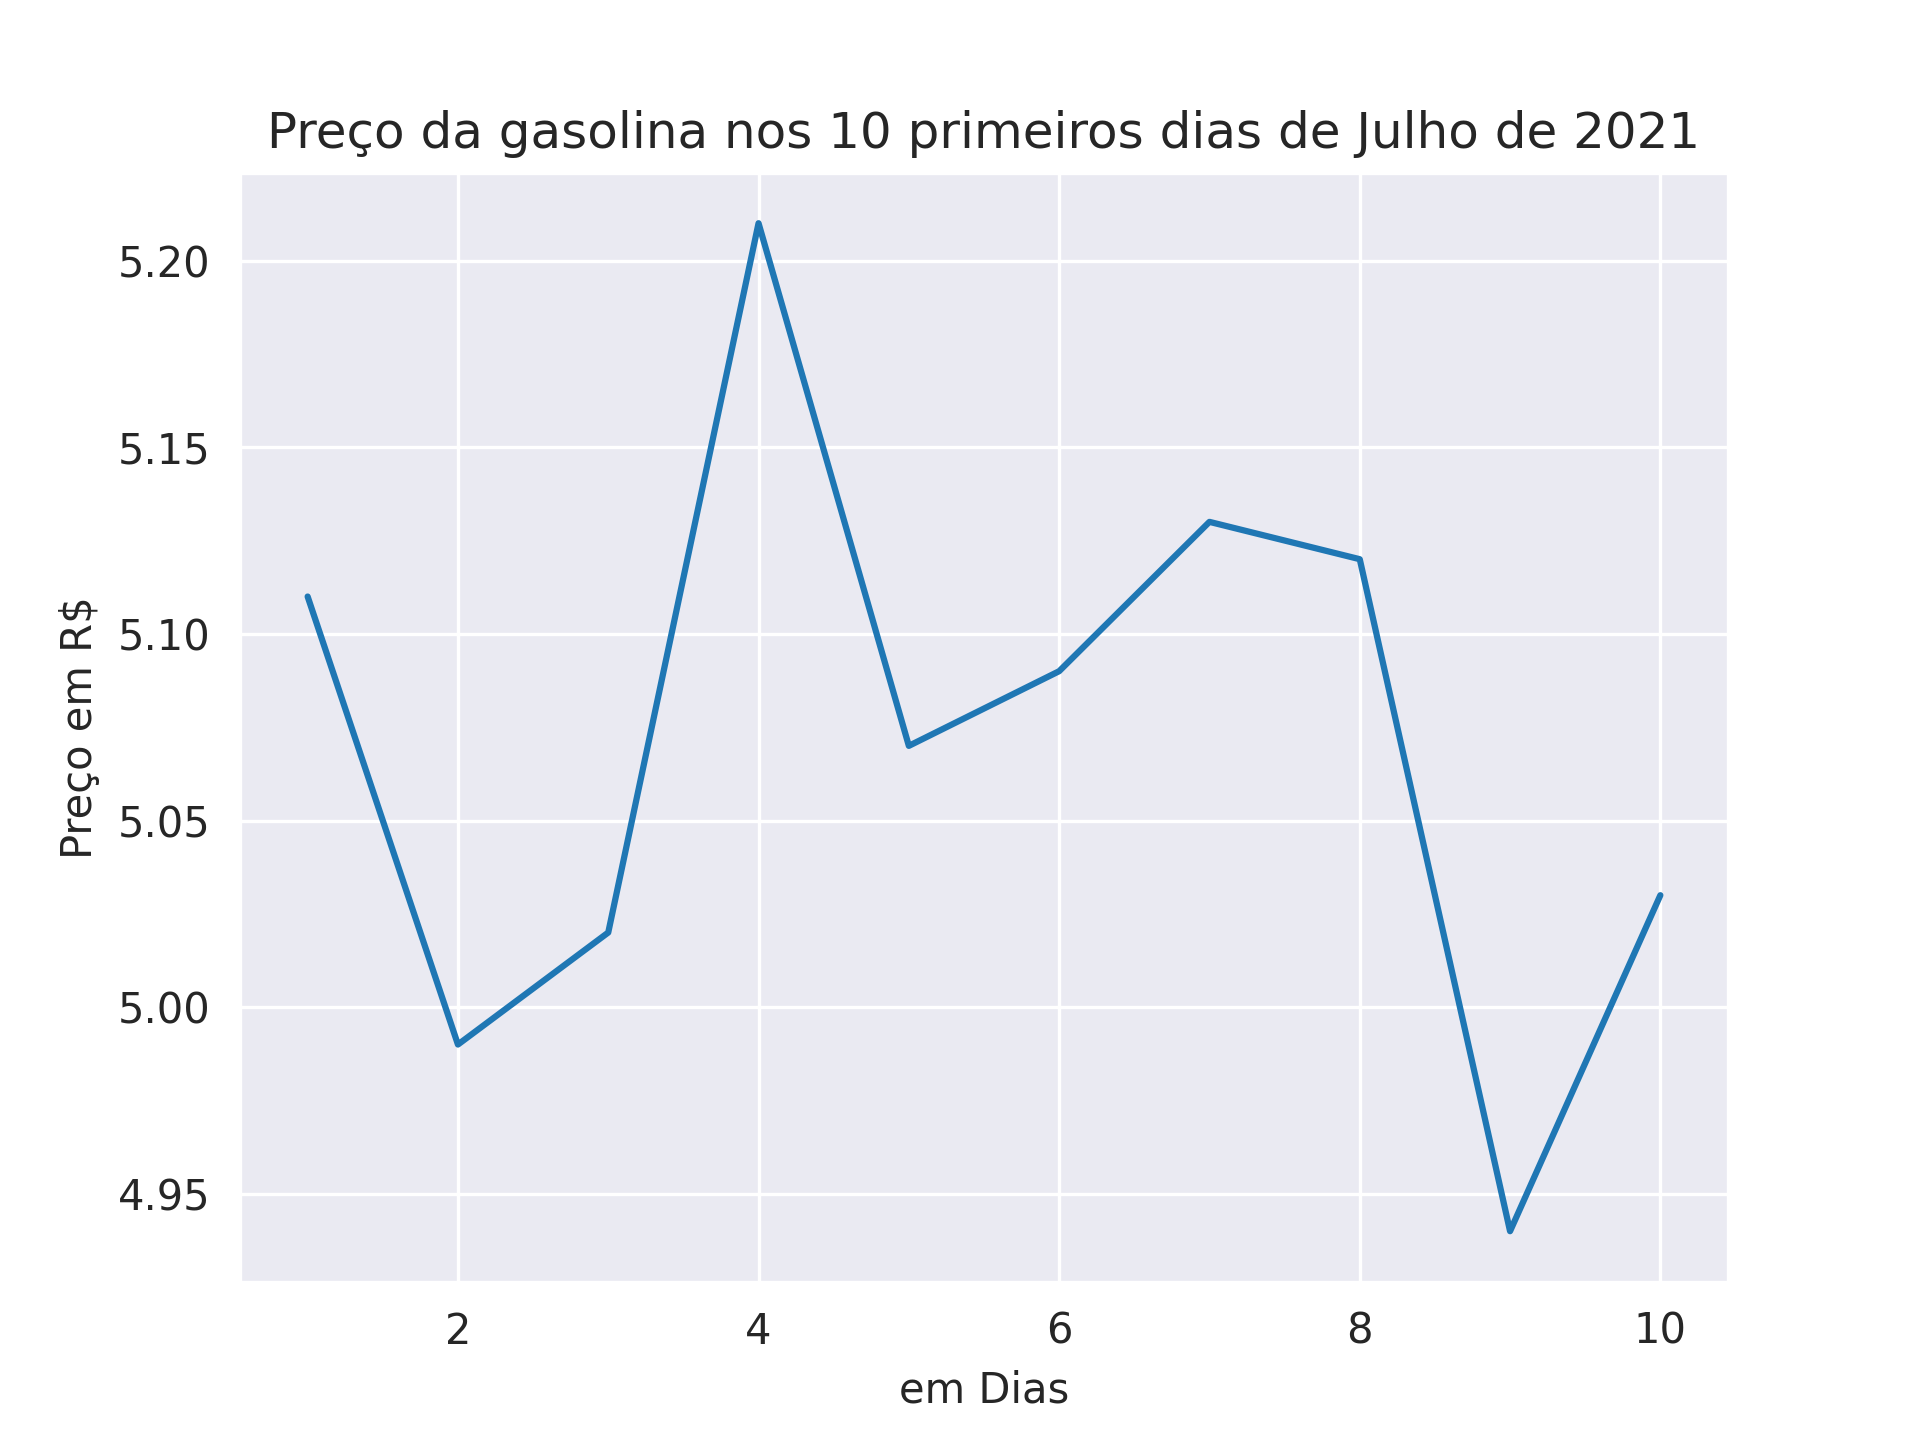 Preço da gasolina nos 10 primeiros dias de Julho de 2021
Preço em R$
5.20
5.15
5.10
5.05
5.00
4.95
2 4 6 8 10
em Dias